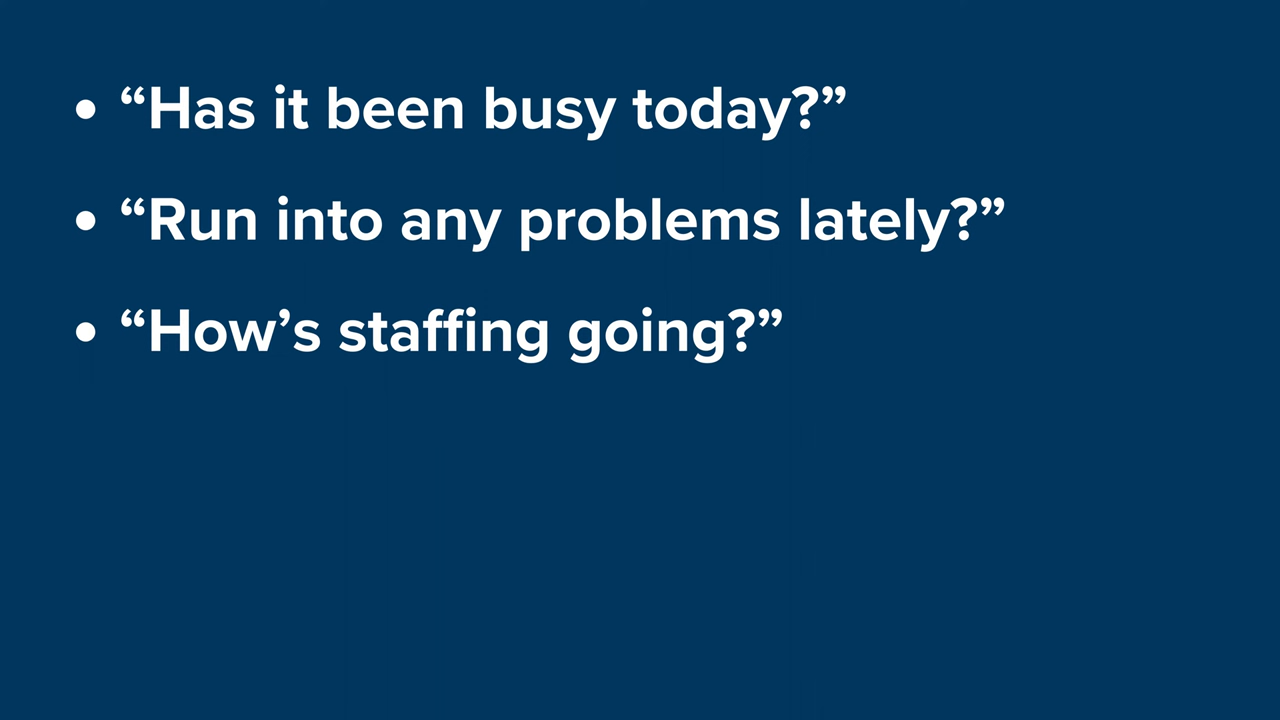 • “Has it been busy today?”
• “Run into any problems lately?”
• “How’s staffing going?”